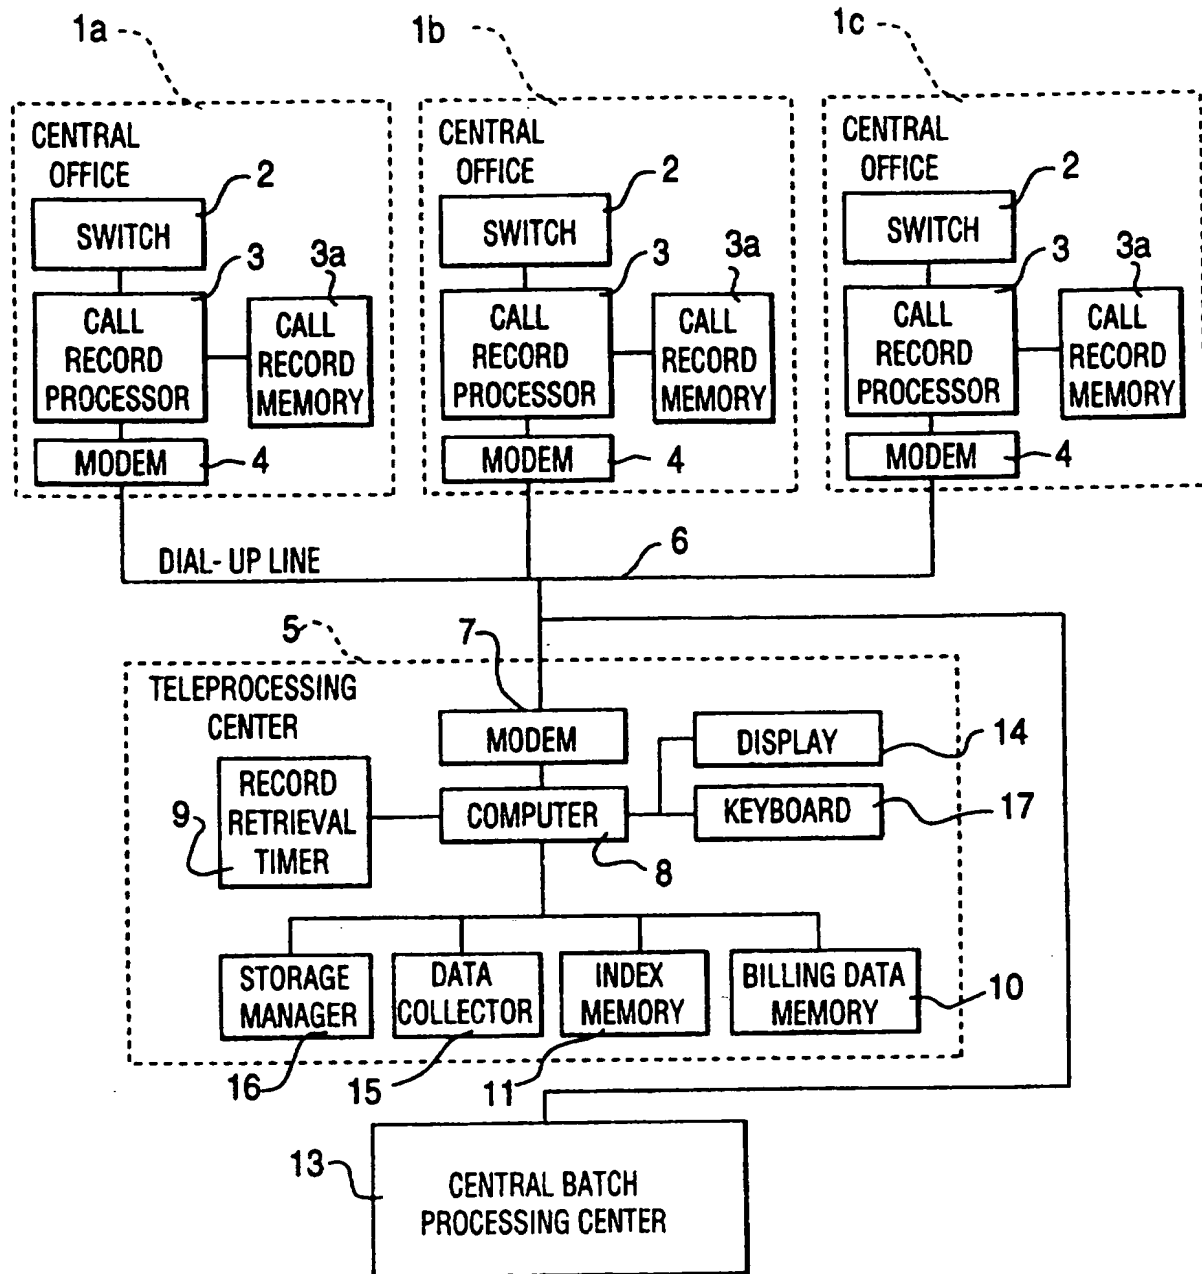 1a
1b
1c
CENTRAL
OFFICE
2
SWITCH
3
3a
CALL
RECORD
PROCESSOR
CALL
RECORD
MEMORY
MODEM
4
CENTRAL
OFFICE
2
SWITCH
3
3a
CALL
RECORD
PROCESSOR
CALL
RECORD
MEMORY
MODEM
4
CENTRAL
OFFICE
2
SWITCH
3
3a
CALL
RECORD
PROCESSOR
CALL
RECORD
MEMORY
MODEM
4
DIAL-UP LINE
6
5
7
TELEPROCESSING
CENTER
MODEM
DISPLAY
14
9
RECORD
RETRIEVAL
TIMER
COMPUTER
8
KEYBOARD
17
STORAGE
MANAGER
16
DATA
COLLECTOR
15
INDEX
MEMORY
11
BILLING DATA
MEMORY
10
13
CENTRAL BATCH
PROCESSING CENTER